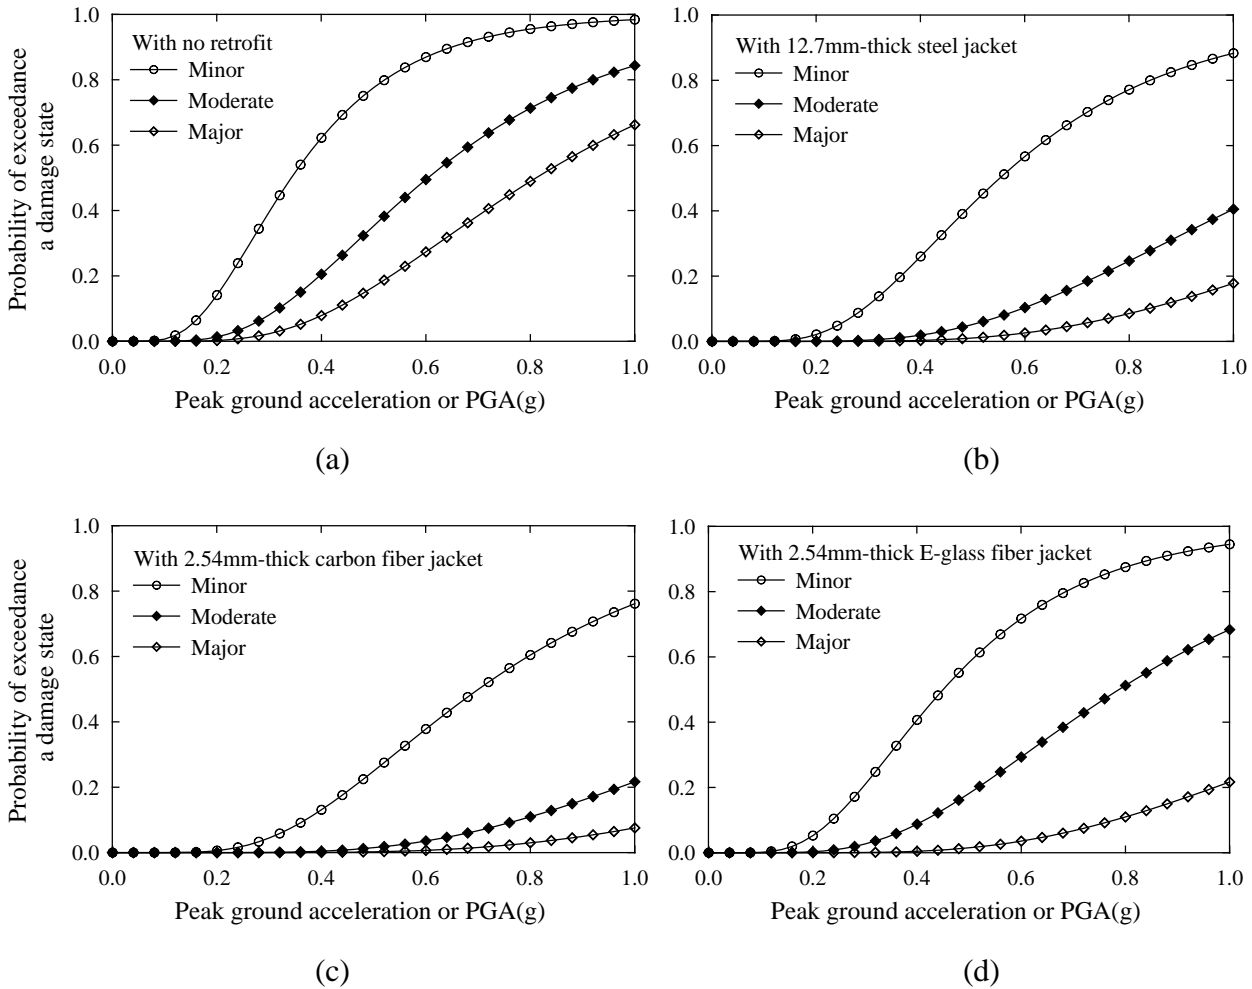 Probability of exceedance
a damage state
1.0
0.8
0.6
0.4
0.2
0.0
With no retrofit
Minor
Moderate
Major
0.0 0.2 0.4 0.6 0.8 1.0
Peak ground acceleration or PGA(g)
(a)
1.0
0.8
0.6
0.4
0.2
0.0
With 12.7mm-thick steel jacket
Minor
Moderate
Major
0.0 0.2 0.4 0.6 0.8 1.0
Peak ground acceleration or PGA(g)
(b)
Probability of exceedance
a damage state
1.0
0.8
0.6
0.4
0.2
0.0
With 2.54mm-thick carbon fiber jacket
Minor
Moderate
Major
0.0 0.2 0.4 0.6 0.8 1.0
Peak ground acceleration or PGA(g)
(c)
1.0
0.8
0.6
0.4
0.2
0.0
With 2.54mm-thick E-glass fiber jacket
Minor
Moderate
Major
0.0 0.2 0.4 0.6 0.8 1.0
Peak ground acceleration or PGA(g)
(d)